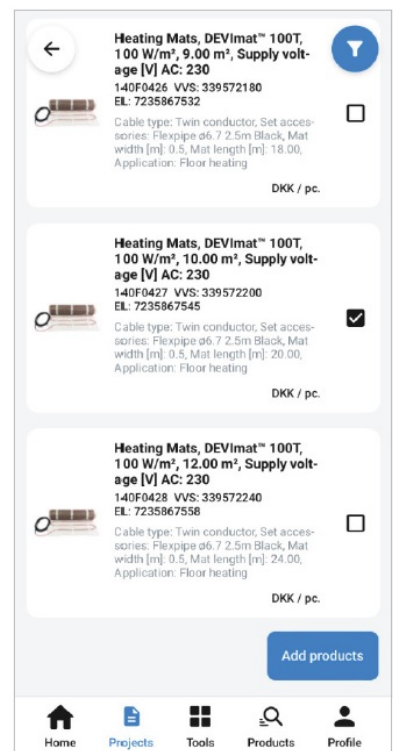 Heating Mats, DEVImat™ 100T,
100 W/m², 9.00 m², Supply volt-
age [V] AC: 230
140F0426 VVS: 339572180
EL: 7235867532
Cable type: Twin conductor, Set acces-
sories: Flexpipe ø6.7 2.5m Black, Mat
width [m]: 0.5, Mat length [m]: 18.00,
Application: Floor heating
DKK / pc.
Heating Mats, DEVImat™ 100T,
100 W/m², 10.00 m², Supply volt-
age [V] AC: 230
140F0427 VVS: 339572200
EL: 7235867545
Cable type: Twin conductor, Set acces-
sories: Flexpipe ø6.7 2.5m Black, Mat
width [m]: 0.5, Mat length [m]: 20.00,
Application: Floor heating
DKK / pc.
Heating Mats, DEVImat™ 100T,
100 W/m², 12.00 m², Supply volt-
age [V] AC: 230
140F0428 VVS: 339572240
EL: 7235867558
Cable type: Twin conductor, Set acces-
sories: Flexpipe ø6.7 2.5m Black, Mat
width [m]: 0.5, Mat length [m]: 24.00,
Application: Floor heating
DKK / pc.
Add products
Home Projects Tools Products Profile